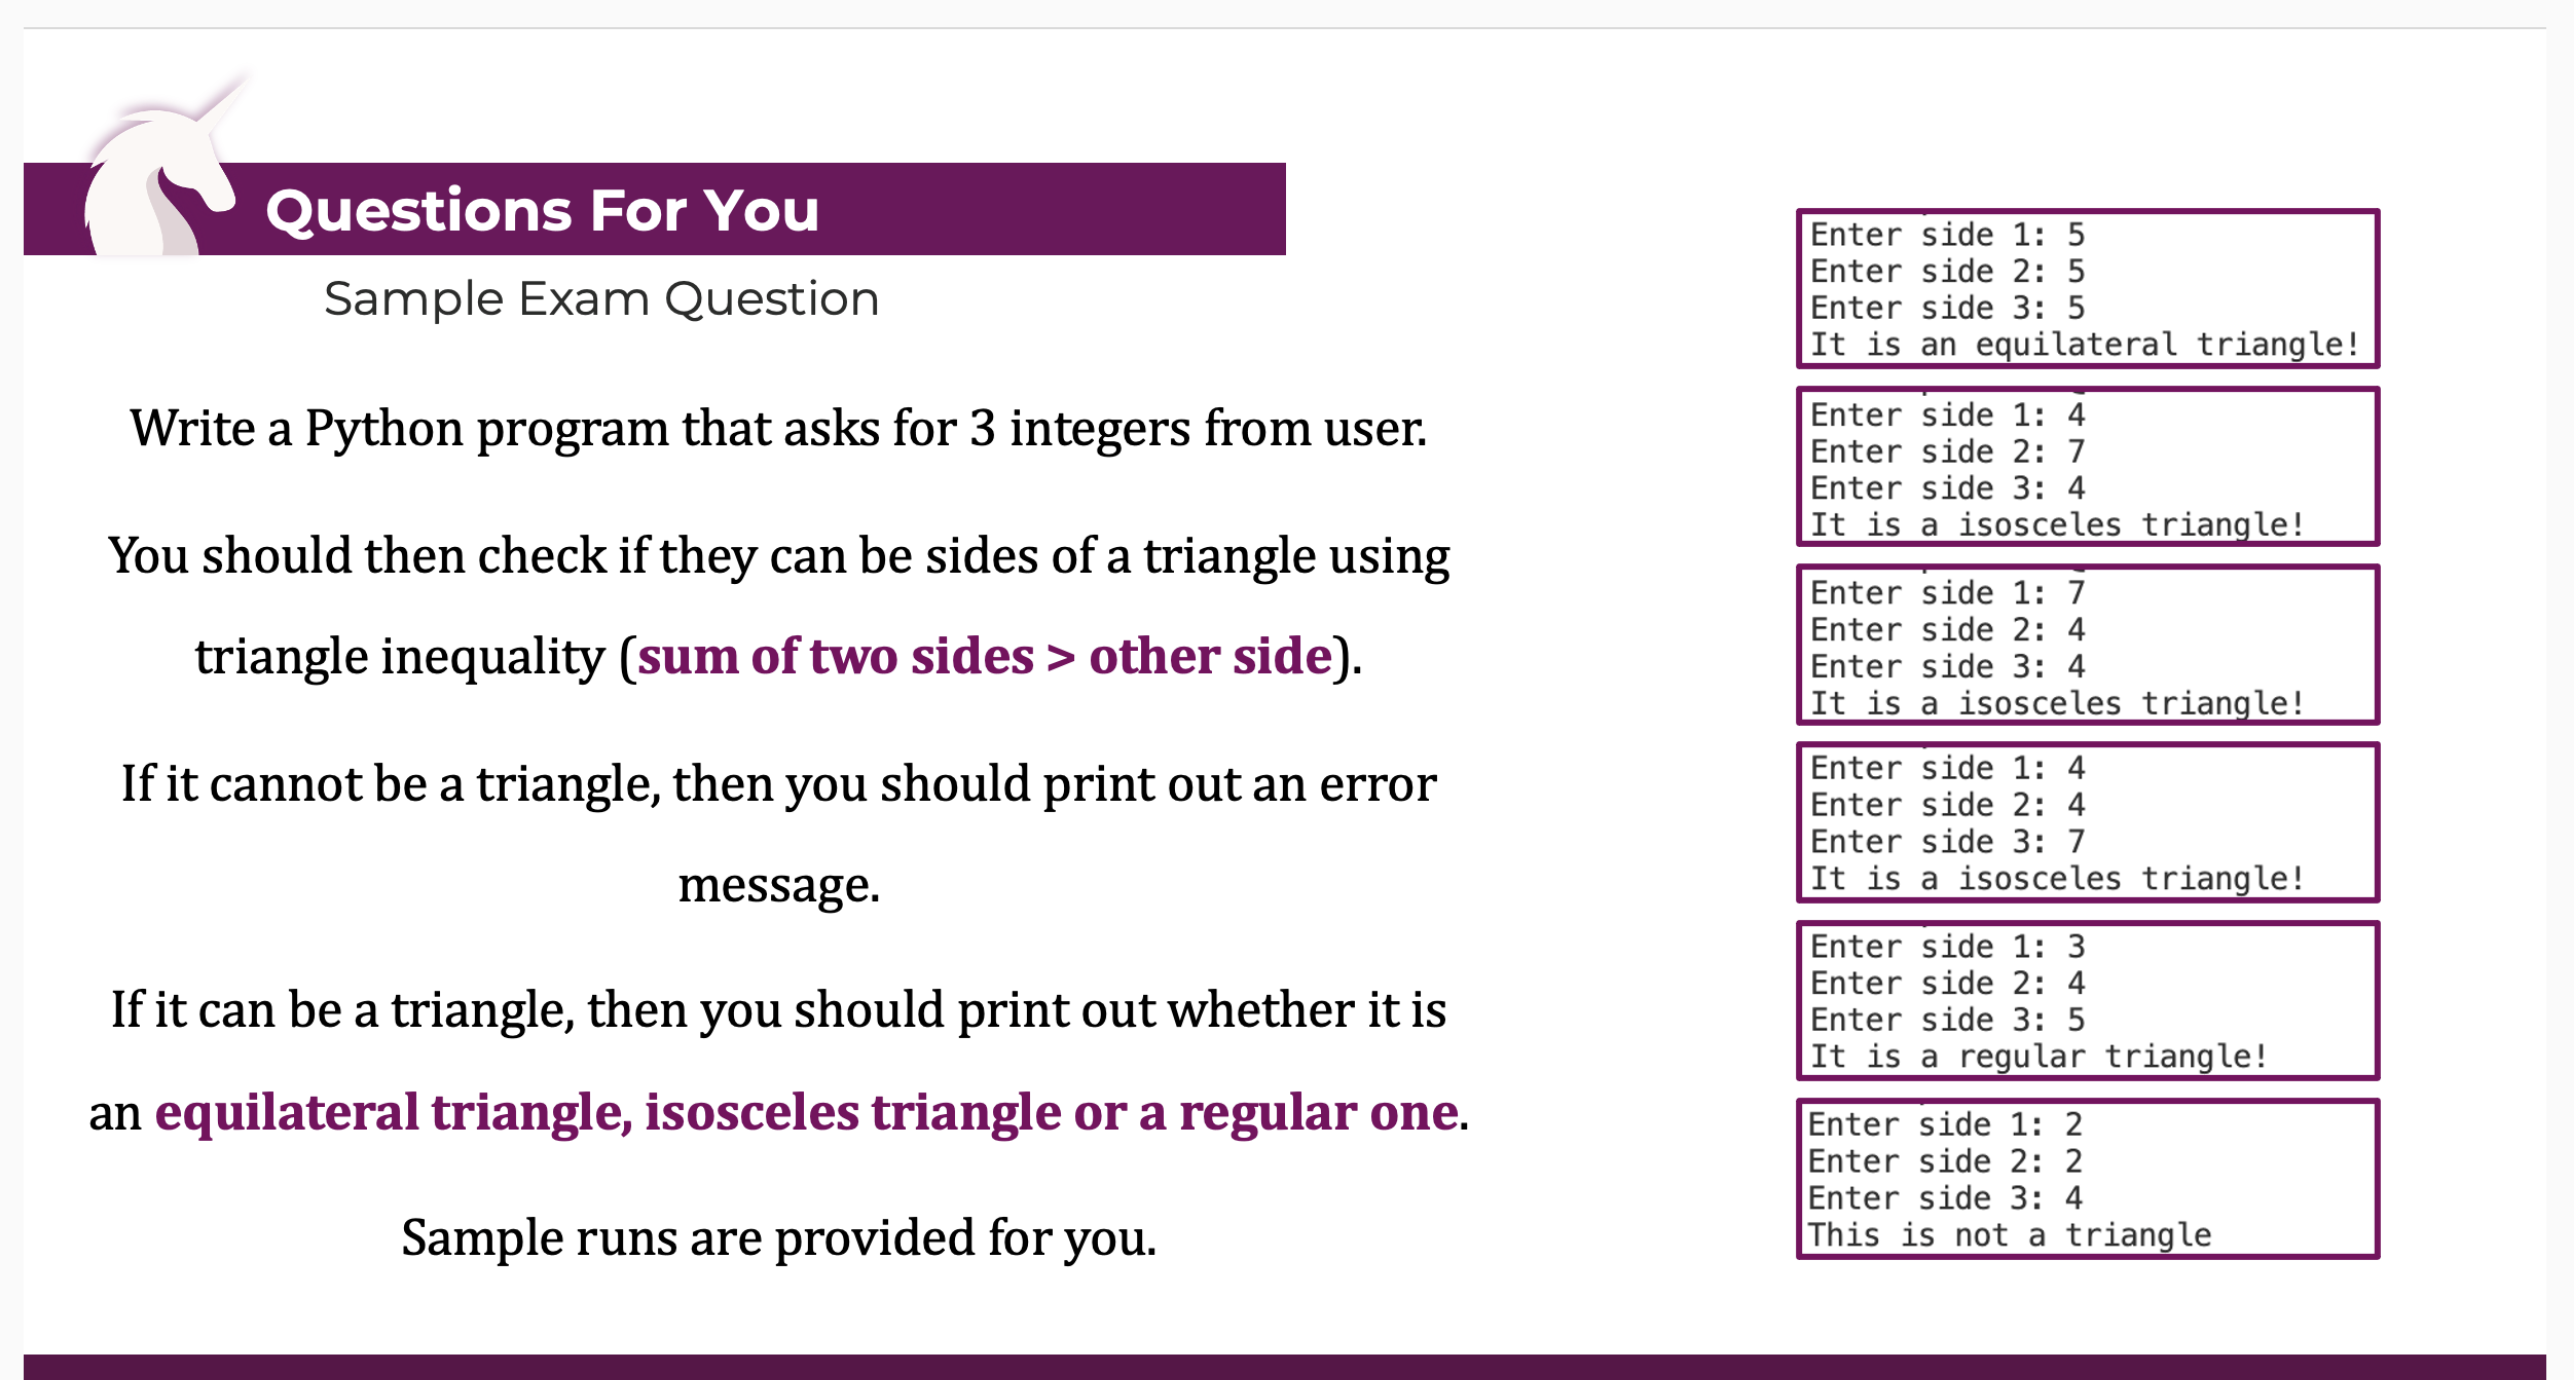 Questions For You
Sample Exam Question
Write a Python program that asks for 3 integers from user.
You should then check if they can be sides of a triangle using
triangle inequality (sum of two sides > other side).
If it cannot be a triangle, then you should print out an error
message.
If it can be a triangle, then you should print out whether it is
an equilateral triangle, isosceles triangle or a regular one.
Sample runs are provided for you.
Enter side 1: 5
Enter side 2: 5
Enter side 3: 5
It is an equilateral triangle!
Enter side 1: 4
Enter side 2: 7
Enter side 3: 4
It is a isosceles triangle!
Enter side 1: 7
Enter side 2: 4
Enter side 3: 4
It is a isosceles triangle!
Enter side 1: 4
Enter side 2: 4
Enter side 3: 7
It is a isosceles triangle!
Enter side 1: 3
Enter side 2: 4
Enter side 3: 5
It is a regular triangle!
Enter side 1: 2
Enter side 2: 2
Enter side 3: 4
This is not a triangle